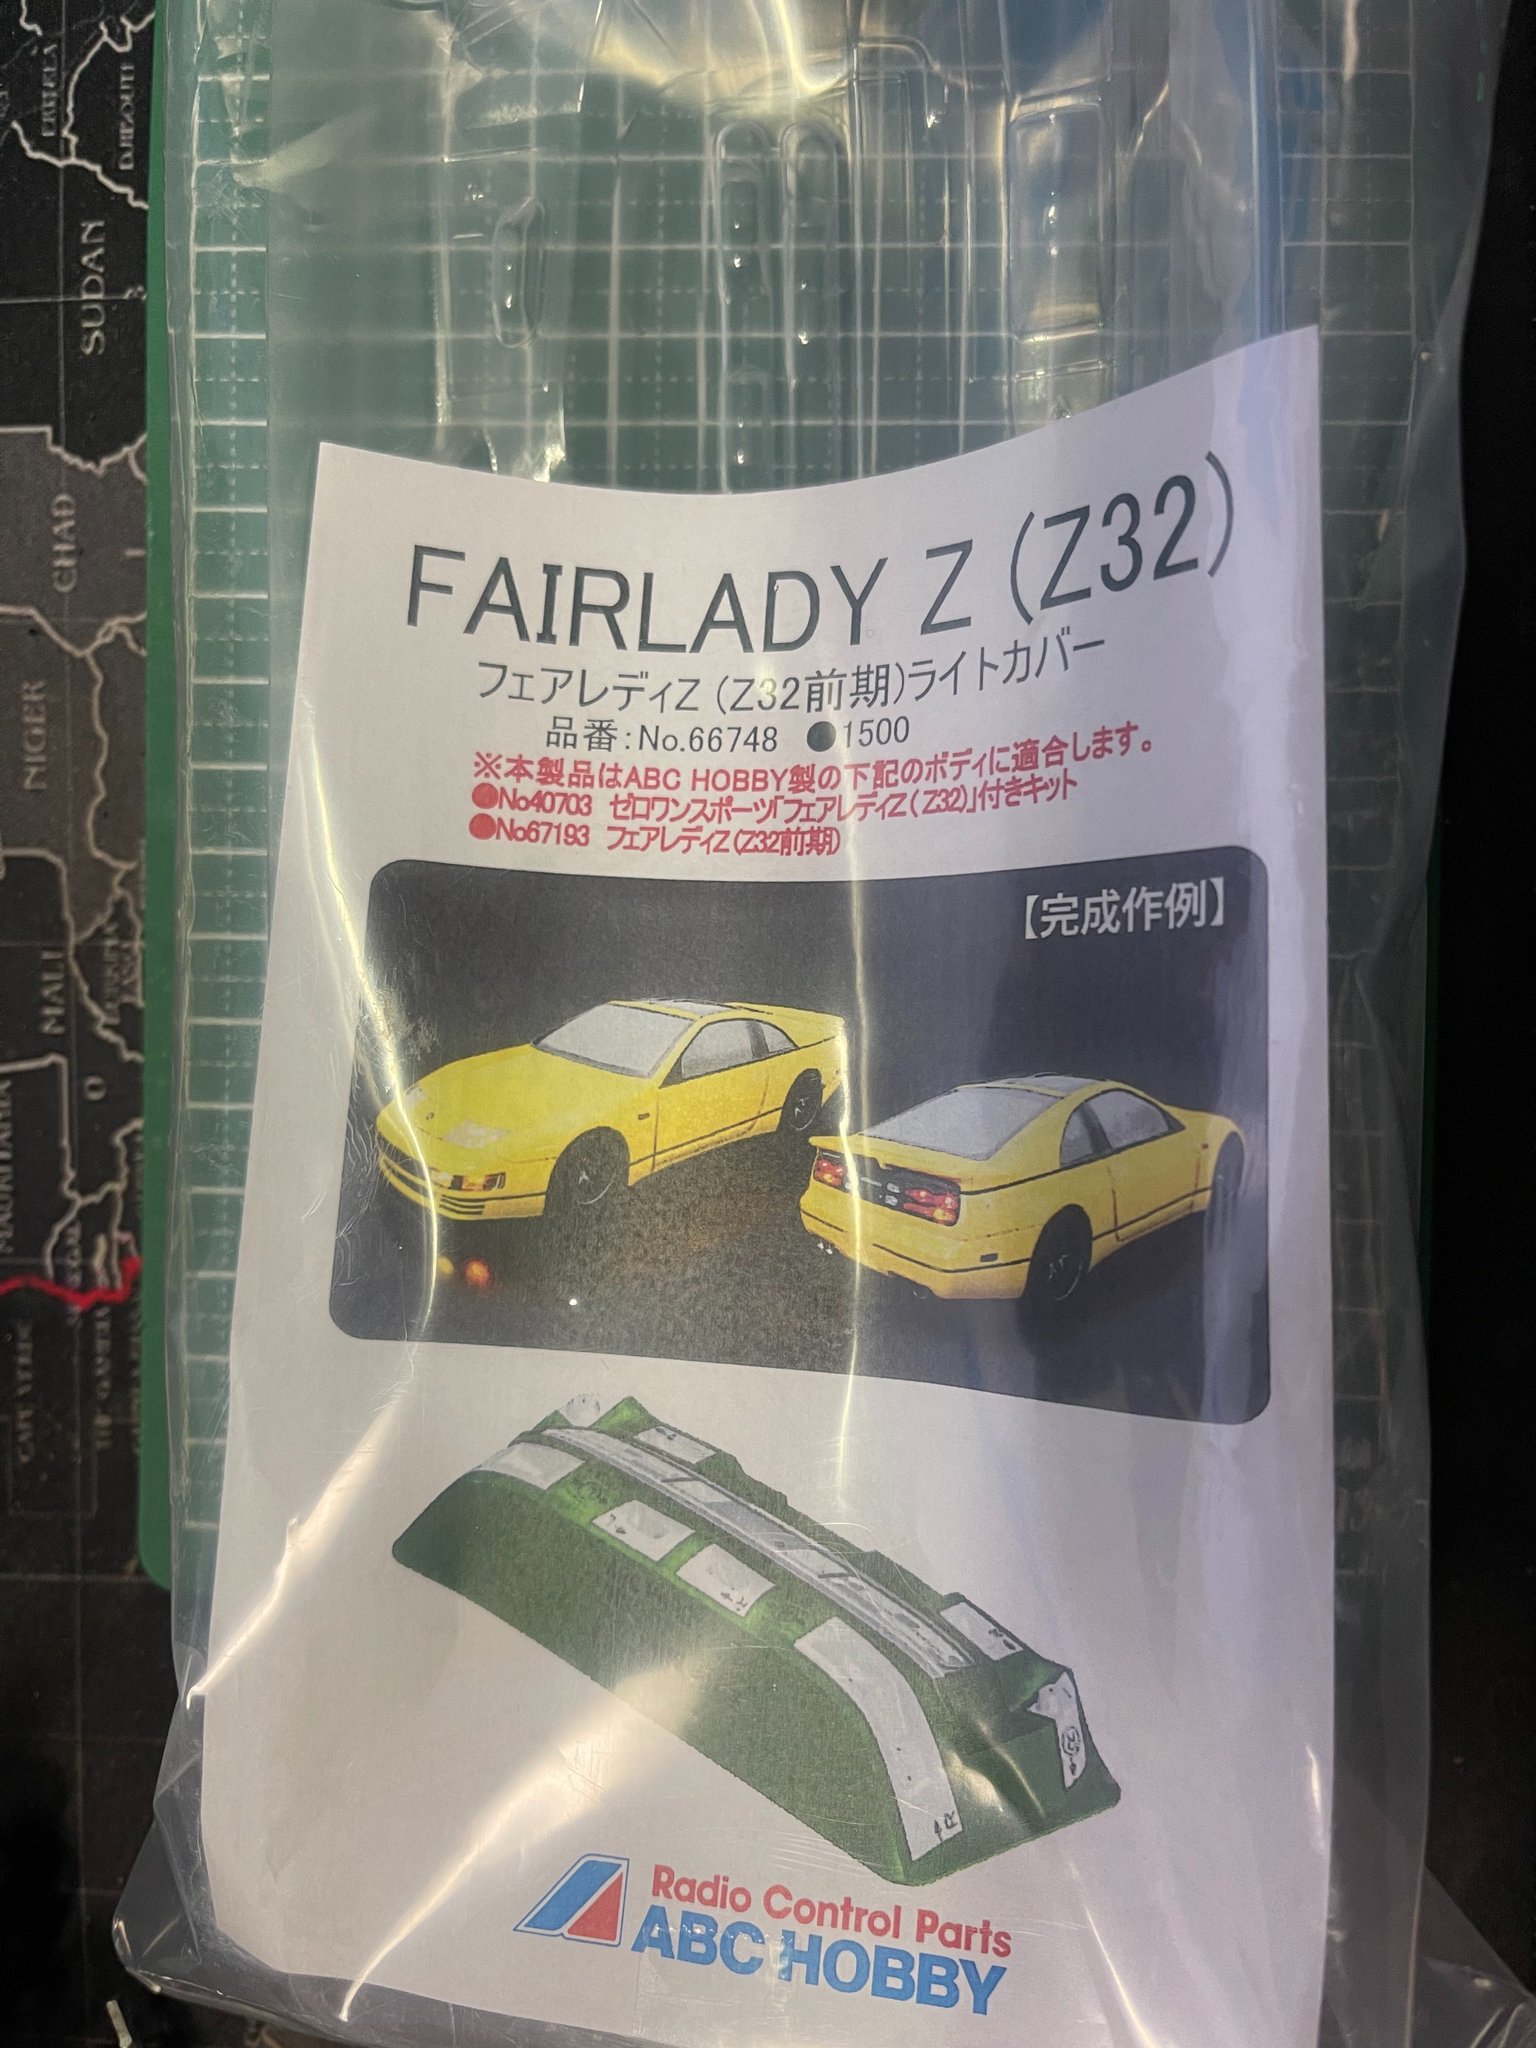 FAIRLADY Z (Z32)
フェアレディZ (Z32前期)ライトカバー
品番:No.66748 ●1500
※本製品はABC HOBBY製の下記のボディに適合します。
●No40703 ゼロワンスポーツ「フェアレディZ(Z32)」付きキット
●No67193 フェアレディZ(Z32前期)
【完成作例】
L
R
Radio Control Parts
ABC HOBBY
ERITREA
DJIBOUTI
SUDAN
CHAD
NIGER
MALI
MAURITANIA
CAPE VERDE